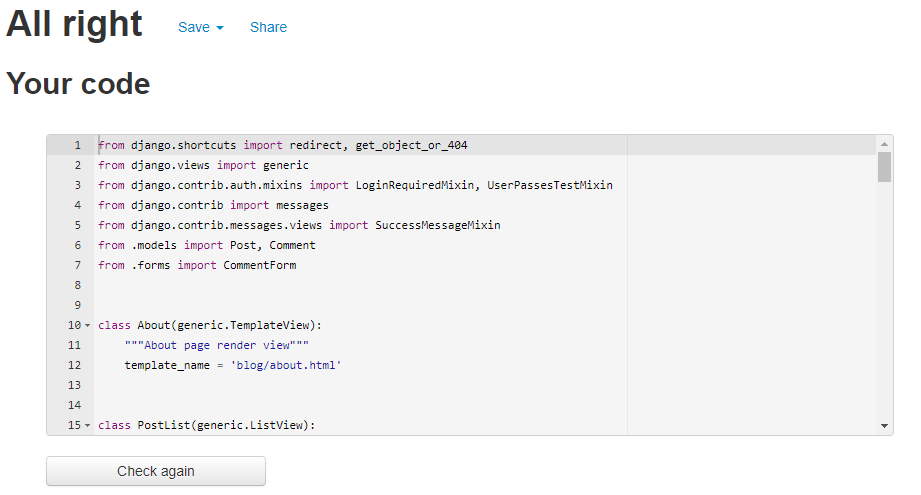 All right Save Share
Your code
1 from django.shortcuts import redirect, get_object_or_404
2 from django.views import generic
3 from django.contrib.auth.mixins import LoginRequiredMixin, UserPassesTestMixin
4 from django.contrib import messages
5 from django.contrib.messages.views import SuccessMessageMixin
6 from .models import Post, Comment
7 from .forms import CommentForm
8
9
10 class About(generic.TemplateView):
11     """About page render view"""
12     template_name = 'blog/about.html'
13
14
15 class PostList(generic.ListView):
Check again